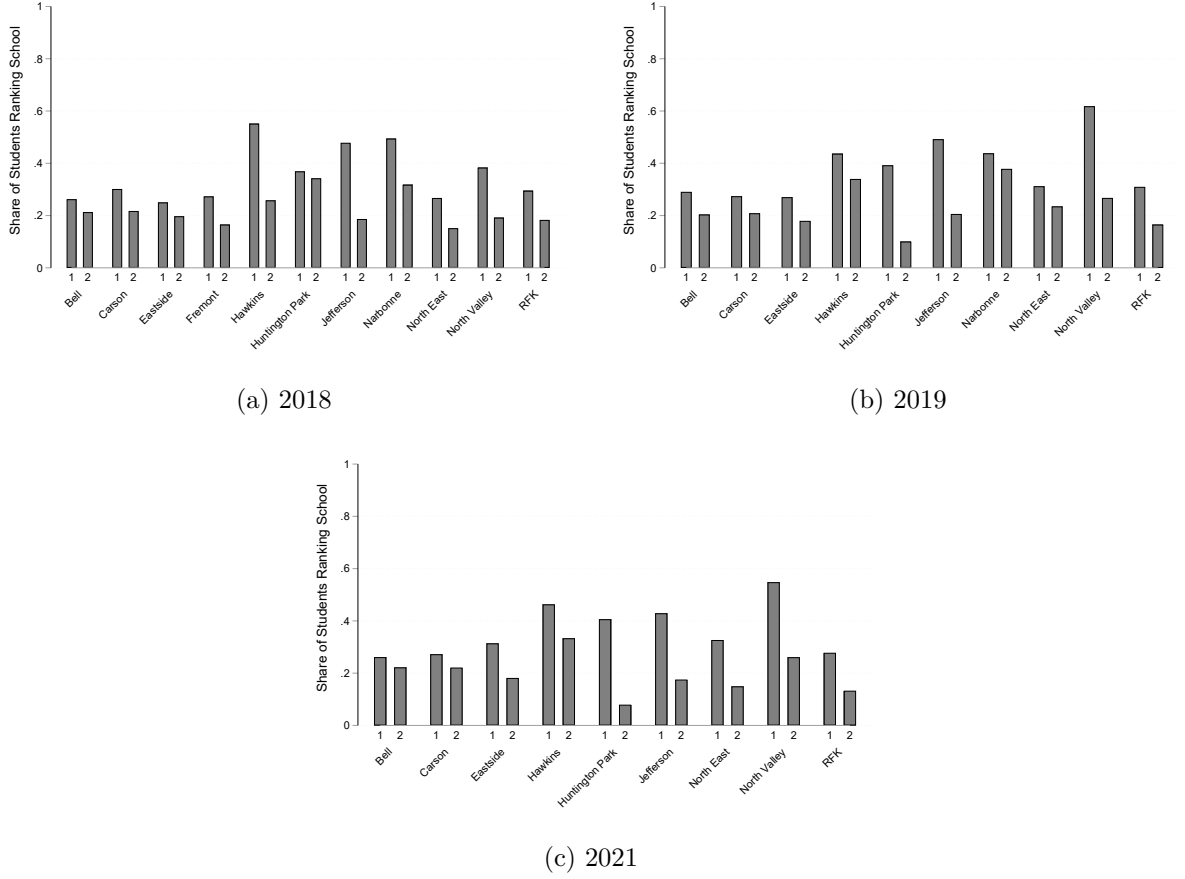 Share of Students Ranking School
1
.8
.6
.4
.2
0
1 2 1 2 1 2 1 2 1 2 1 2 1 2 1 2 1 2 1 2 1 2
Bell
Carson
Eastside
Fremont
Hawkins
Huntington Park
Jefferson
Narbonne
North East
North Valley
RFK
(a) 2018
Share of Students Ranking School
1
.8
.6
.4
.2
0
1 2 1 2 1 2 1 2 1 2 1 2 1 2 1 2 1 2 1 2
Bell
Carson
Eastside
Hawkins
Huntington Park
Jefferson
Narbonne
North East
North Valley
RFK
(b) 2019
Share of Students Ranking School
1
.8
.6
.4
.2
0
1 2 1 2 1 2 1 2 1 2 1 2 1 2 1 2 1 2
Bell
Carson
Eastside
Hawkins
Huntington Park
Jefferson
North East
North Valley
RFK
(c) 2021